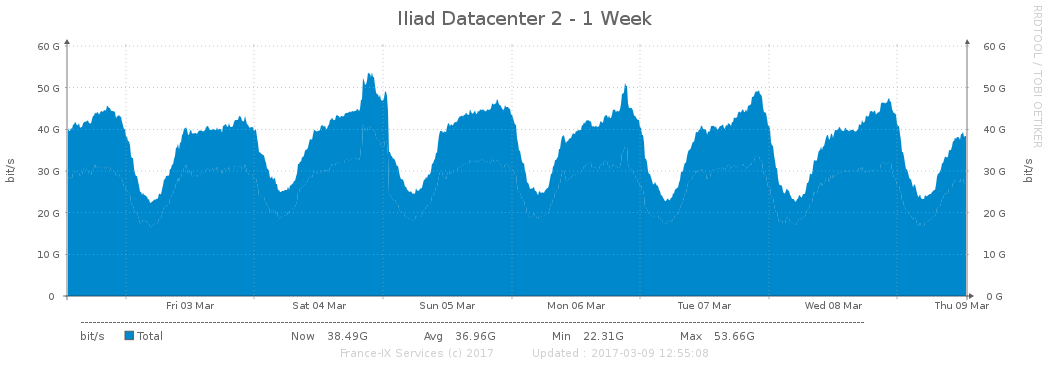 Iliad Datacenter 2 - 1 Week
RRDTOOL / TOBI OETIKER
60 G 60 G
50 G 50 G
40 G 40 G
30 G 30 G
20 G 20 G
10 G 10 G
0 0 G
bit/s
bit/s
Fri 03 Mar Sat 04 Mar Sun 05 Mar Mon 06 Mar Tue 07 Mar Wed 08 Mar Thu 09 Mar
bit/s Total Now 38.49G Avg 36.96G Min 22.31G Max 53.66G
France-IX Services (c) 2017 Updated : 2017-03-09 12:55:08